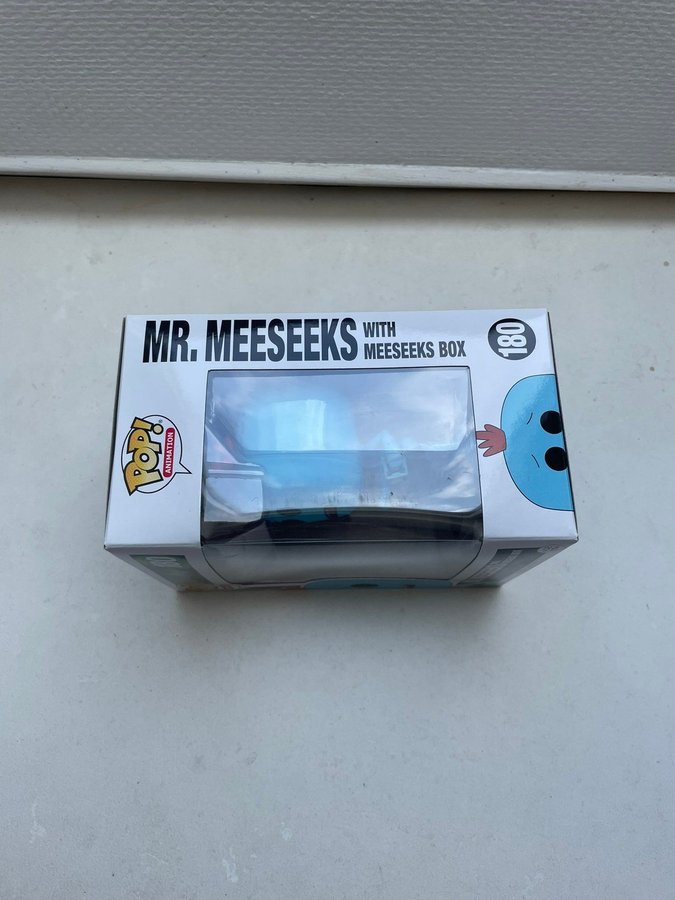 MR. MEESEEKS WITH
MEESEEKS BOX
180
POP!
ANIMATION